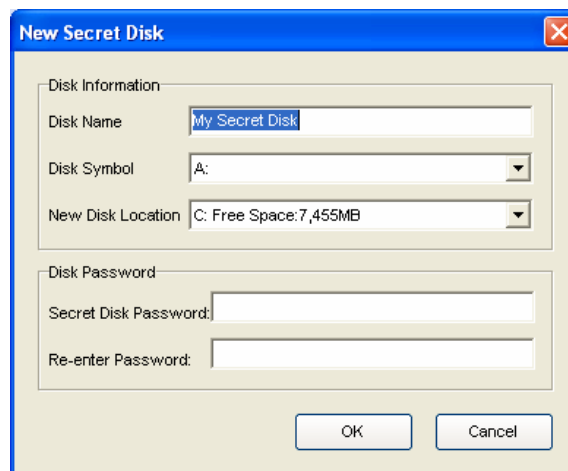 New Secret Disk
Disk Information
Disk Name My Secret Disk
Disk Symbol A:
New Disk Location C: Free Space:7,455MB
Disk Password
Secret Disk Password:
Re-enter Password:
OK Cancel